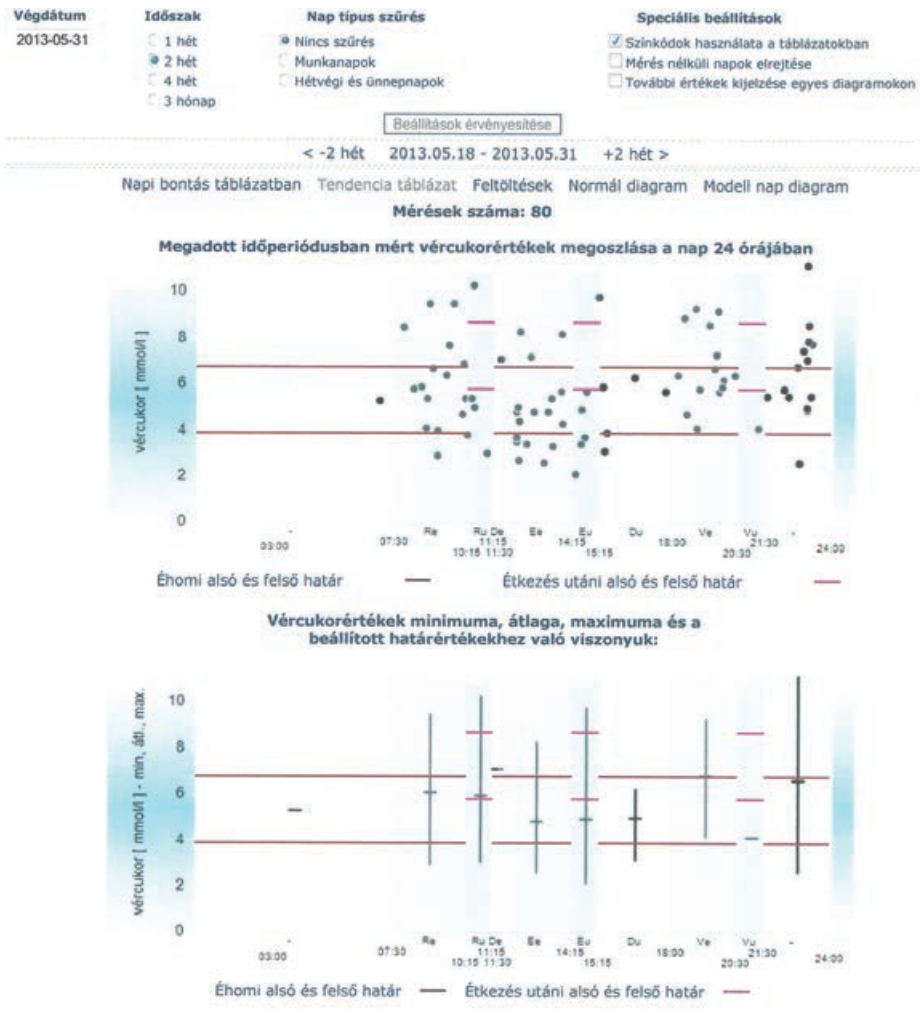 Végdátum Időszak Nap típus szűrés Speciális beállítások
2013-05-31 1 hét Nincs szűrés Színkódok használata a táblázatokban
2 hét Munkanapok Mérés nélküli napok elrejtése
4 hét Hétvégi és ünnepnapok További értékek kijelzése egyes diagramokon
3 hónap
Beállítások érvényesítése
< -2 hét 2013.05.18 - 2013.05.31 +2 hét >
Napi bontás táblázatban Tendencia táblázat Feltöltések Normál diagram Modell nap diagram
Mérések száma: 80
Megadott időperiódusban mért vércukorértékek megoszlása a nap 24 órájában
vércukor [ mmol/l ]
10
8
6
4
2
0
- Re Ru De Ee Eu Du Ve Vu -
03:00 07:30 11:15 14:15 18:00 21:30 24:00
10:15 11:30 15:15 20:30
Éhomi alsó és felső határ Étkezés utáni alsó és felső határ
Vércukorértékek minimuma, átlaga, maximuma és a
beállított határértékekhez való viszonyuk:
vércukor [ mmol/l ] - min, átl., max.
10
8
6
4
2
0
- Re Ru De Ee Eu Du Ve Vu -
03:00 07:30 11:15 14:15 18:00 21:30 24:00
10:15 11:30 15:15 20:30
Éhomi alsó és felső határ Étkezés utáni alsó és felső határ